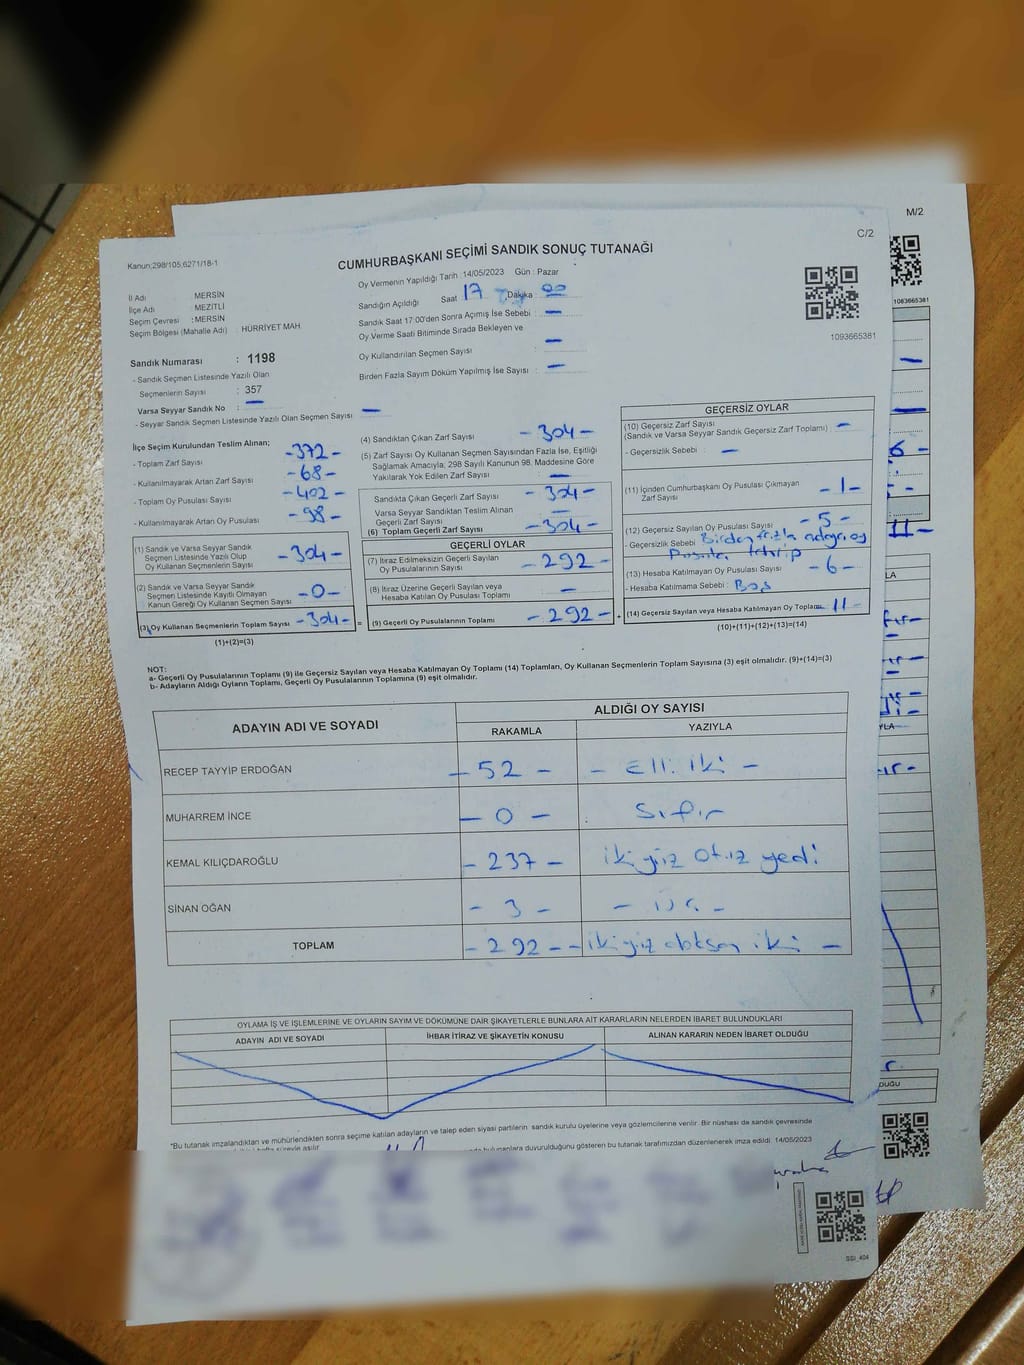 M/2
C/2
Kanun;298/105,6271/18-1
CUMHURBAŞKANI SEÇİMİ SANDIK SONUÇ TUTANAĞI
İl Adı : MERSİN
İlçe Adı : MEZİTLİ
Seçim Çevresi : MERSİN
Seçim Bölgesi (Mahalle Adı) : HÜRRİYET MAH.
Sandık Numarası : 1198
- Sandık Seçmen Listesinde Yazılı Olan
Seçmenlerin Sayısı : 357
Varsa Seyyar Sandık No : —
- Seyyar Sandık Seçmen Listesinde Yazılı Olan Seçmen Sayısı —
Oy Vermenin Yapıldığı Tarih : 14/05/2023 Gün : Pazar
Sandığın Açıldığı Saat 17 Dakika 00
Sandık Saat 17:00'den Sonra Açımış İse Sebebi : —
Oy Verme Saati Bitiminde Sırada Bekleyen ve
Oy Kullandırılan Seçmen Sayısı : —
Birden Fazla Sayım Döküm Yapılmış İse Sayısı : —
1093665381
1083665381
İlçe Seçim Kurulundan Teslim Alınan;
- Toplam Zarf Sayısı -372-
- Kullanılmayarak Artan Zarf Sayısı -68-
- Toplam Oy Pusulası Sayısı -402-
- Kullanılmayarak Artan Oy Pusulası -98-
(1) Sandık ve Varsa Seyyar Sandık
Seçmen Listesinde Yazılı Olup
Oy Kullanan Seçmenlerin Sayısı -304-
(2) Sandık ve Varsa Seyyar Sandık
Seçmen Listesinde Kayıtlı Olmayan
Kanun Gereği Oy Kullanan Seçmen Sayısı -0-
(3) Oy Kullanan Seçmenlerin Toplam Sayısı -304- =
(1)+(2)=(3)
(4) Sandıktan Çıkan Zarf Sayısı -304-
(5) Zarf Sayısı Oy Kullanan Seçmen Sayısından Fazla İse, Eşitliği
Sağlamak Amacıyla; 298 Sayılı Kanunun 98. Maddesine Göre
Yakılarak Yok Edilen Zarf Sayısı —
Sandıkta Çıkan Geçerli Zarf Sayısı -304-
Varsa Seyyar Sandıktan Teslim Alınan
Geçerli Zarf Sayısı —
(6) Toplam Geçerli Zarf Sayısı -304-
GEÇERLİ OYLAR
(7) İtiraz Edilmeksizin Geçerli Sayılan
Oy Pusulalarının Sayısı -292-
(8) İtiraz Üzerine Geçerli Sayılan veya
Hesaba Katılan Oy Pusulası Toplamı —
(9) Geçerli Oy Pusulalarının Toplamı -292- +
GEÇERSİZ OYLAR
(10) Geçersiz Zarf Sayısı
(Sandık ve Varsa Seyyar Sandık Geçersiz Zarf Toplamı) : —
- Geçersizlik Sebebi : —
(11) İçinden Cumhurbaşkanı Oy Pusulası Çıkmayan
Zarf Sayısı -1-
(12) Geçersiz Sayılan Oy Pusulası Sayısı -5-
- Geçersizlik Sebebi : Birden fazla adaya oy
Pusula tahrip
(13) Hesaba Katılmayan Oy Pusulası Sayısı -6-
- Hesaba Katılmama Sebebi : Boş
(14) Geçersiz Sayılan veya Hesaba Katılmayan Oy Toplamı 11-
(10)+(11)+(12)+(13)=(14)
NOT:
a- Geçerli Oy Pusulalarının Toplamı (9) ile Geçersiz Sayılan veya Hesaba Katılmayan Oy Toplamı (14) Toplamları, Oy Kullanan Seçmenlerin Toplam Sayısına (3) eşit olmalıdır. (9)+(14)=(3)
b- Adayların Aldığı Oyların Toplamı, Geçerli Oy Pusulalarının Toplamına (9) eşit olmalıdır.
ADAYIN ADI VE SOYADI ALDIĞI OY SAYISI
RAKAMLA YAZIYLA
RECEP TAYYİP ERDOĞAN -52- -Elli iki-
MUHARREM İNCE -0- Sıfır
KEMAL KILIÇDAROĞLU -237- iki yüz otuz yedi
SİNAN OĞAN -3- -üç-
TOPLAM -292- -iki yüz doksan iki-
OYLAMA İŞ VE İŞLEMLERİNE VE OYLARIN SAYIM VE DÖKÜMÜNE DAİR ŞİKAYETLERLE BUNLARA AİT KARARLARIN NELERDEN İBARET BULUNDUKLARI
ADAYIN ADI VE SOYADI İHBAR İTİRAZ VE ŞİKAYETİN KONUSU ALINAN KARARIN NEDEN İBARET OLDUĞU
*Bu tutanak imzalandıktan ve mühürlendikten sonra seçime katılan adayların ve talep eden siyasi partilerin sandık kurulu üyelerine veya gözlemcilerine verilir. Bir nüshası da sandık çevresinde
bulunanlara duyurulduğunu gösteren bu tutanak tarafımızdan düzenlenerek imza edildi. 14/05/2023
SSI_404